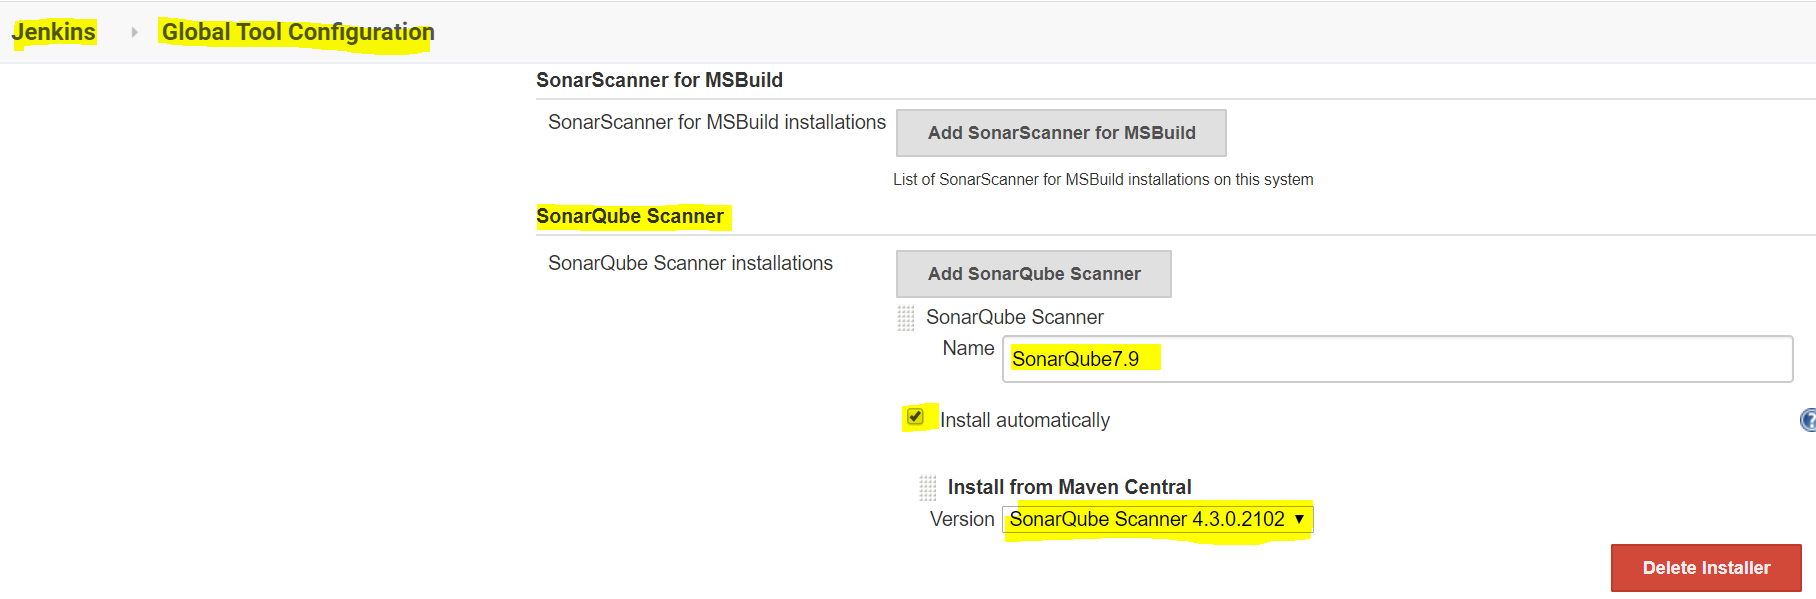 Jenkins Global Tool Configuration
SonarScanner for MSBuild
SonarScanner for MSBuild installations Add SonarScanner for MSBuild
List of SonarScanner for MSBuild installations on this system
SonarQube Scanner
SonarQube Scanner installations Add SonarQube Scanner
SonarQube Scanner
Name SonarQube7.9
Install automatically ?
Install from Maven Central
Version SonarQube Scanner 4.3.0.2102
Delete Installer